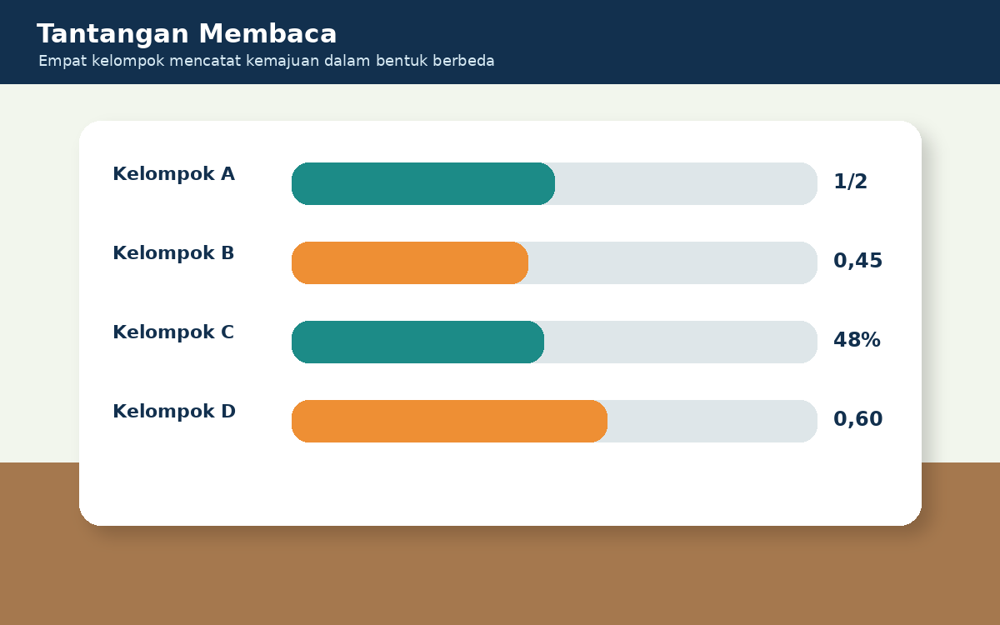 Tantangan Membaca
Empat kelompok mencatat kemajuan dalam bentuk berbeda
Kelompok A 1/2
Kelompok B 0,45
Kelompok C 48%
Kelompok D 0,60